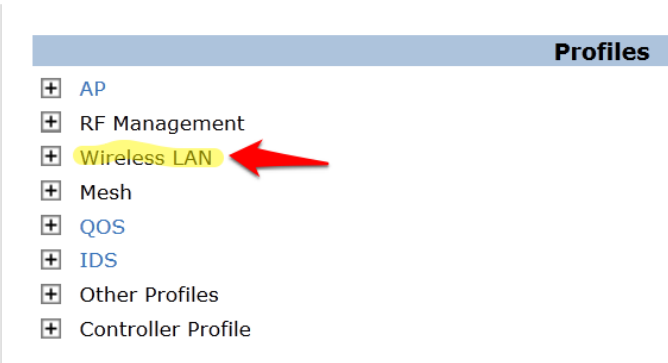 Profiles
AP
RF Management
Wireless LAN
Mesh
QOS
IDS
Other Profiles
Controller Profile